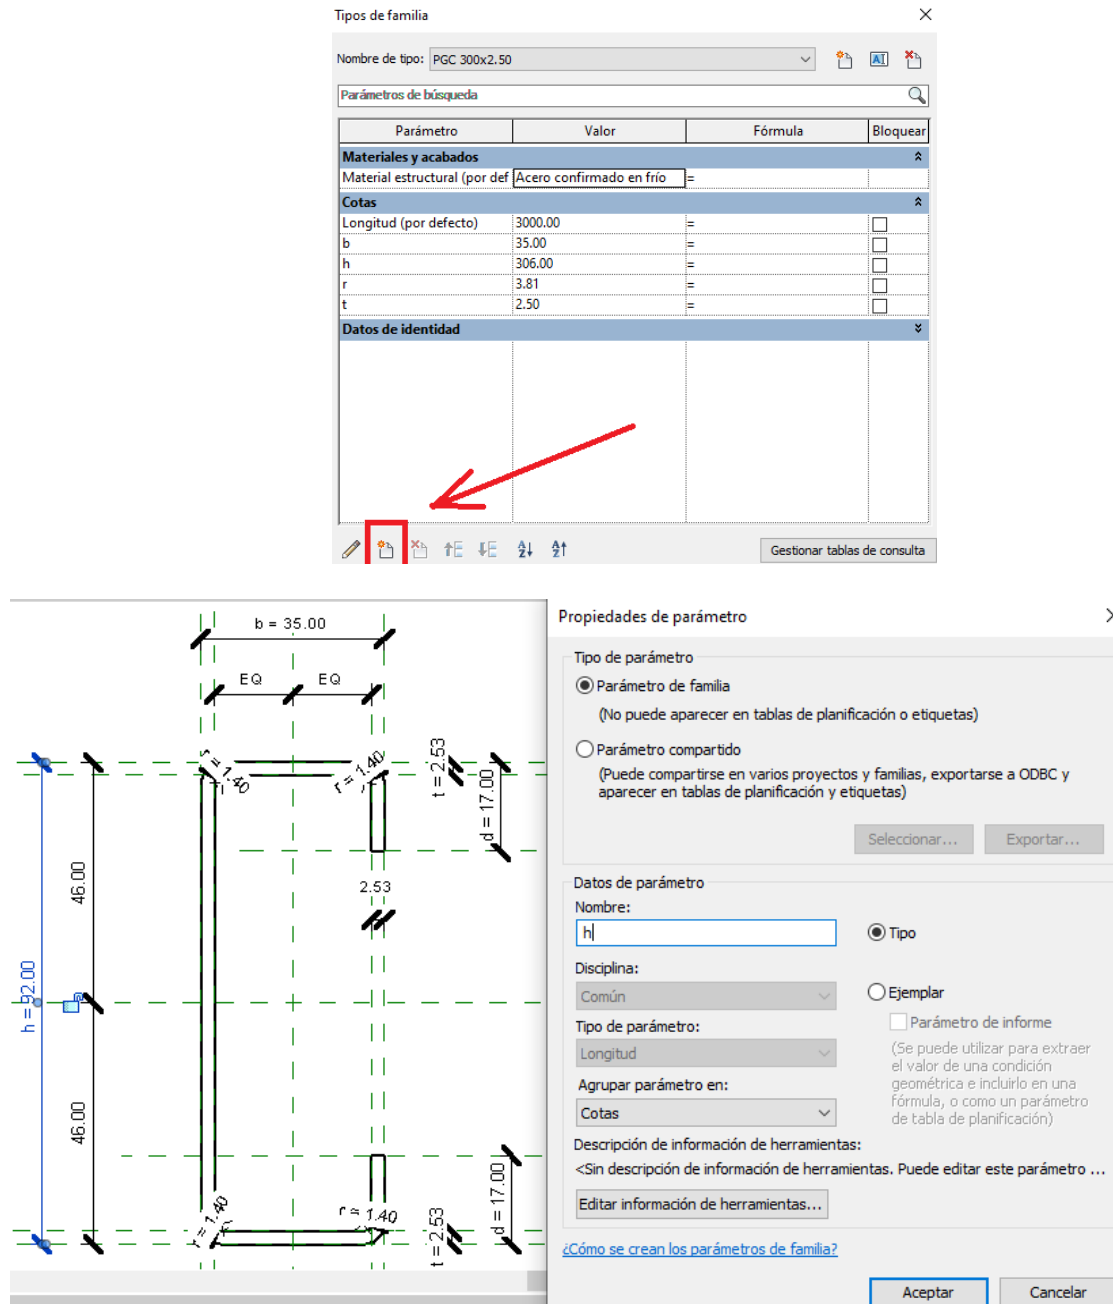 Tipos de familia
Nombre de tipo: PGC 300x2.50
Parámetros de búsqueda
Parámetro Valor Fórmula Bloquear
Materiales y acabados
Material estructural (por def Acero confirmado en frío =
Cotas
Longitud (por defecto) 3000.00 =
b 35.00 =
h 306.00 =
r 3.81 =
t 2.50 =
Datos de identidad
Gestionar tablas de consulta
b = 35.00
EQ EQ
r = 1.40
r = 1.40
t = 2.53
d = 17.00
46.00
2.53
h = 92.00
46.00
d = 17.00
r = 1.40
r = 1.40
t = 2.53
Propiedades de parámetro
Tipo de parámetro
Parámetro de familia
(No puede aparecer en tablas de planificación o etiquetas)
Parámetro compartido
(Puede compartirse en varios proyectos y familias, exportarse a ODBC y
aparecer en tablas de planificación y etiquetas)
Seleccionar... Exportar...
Datos de parámetro
Nombre:
h
Tipo
Disciplina:
Común
Ejemplar
Parámetro de informe
Tipo de parámetro:
Longitud
(Se puede utilizar para extraer
el valor de una condición
geométrica e incluirlo en una
fórmula, o como un parámetro
de tabla de planificación)
Agrupar parámetro en:
Cotas
Descripción de información de herramientas:
<Sin descripción de información de herramientas. Puede editar este parámetro ...
Editar información de herramientas...
¿Cómo se crean los parámetros de familia?
Aceptar Cancelar